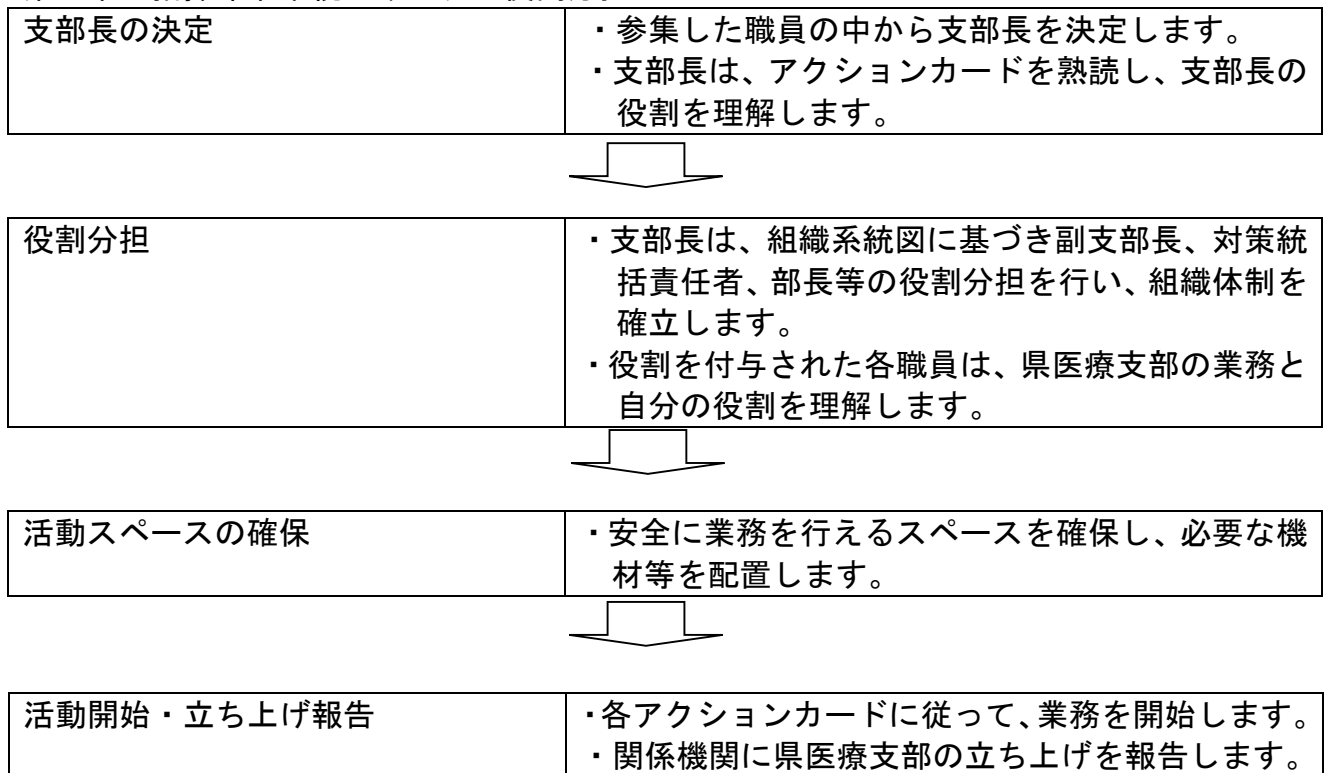 支部長の決定
・参集した職員の中から支部長を決定します。
・支部長は、アクションカードを熟読し、支部長の
役割を理解します。
役割分担
・支部長は、組織系統図に基づき副支部長、対策統
括責任者、部長等の役割分担を行い、組織体制を
確立します。
・役割を付与された各職員は、県医療支部の業務と
自分の役割を理解します。
活動スペースの確保
・安全に業務を行えるスペースを確保し、必要な機
材等を配置します。
活動開始・立ち上げ報告
・各アクションカードに従って、業務を開始します。
・関係機関に県医療支部の立ち上げを報告します。